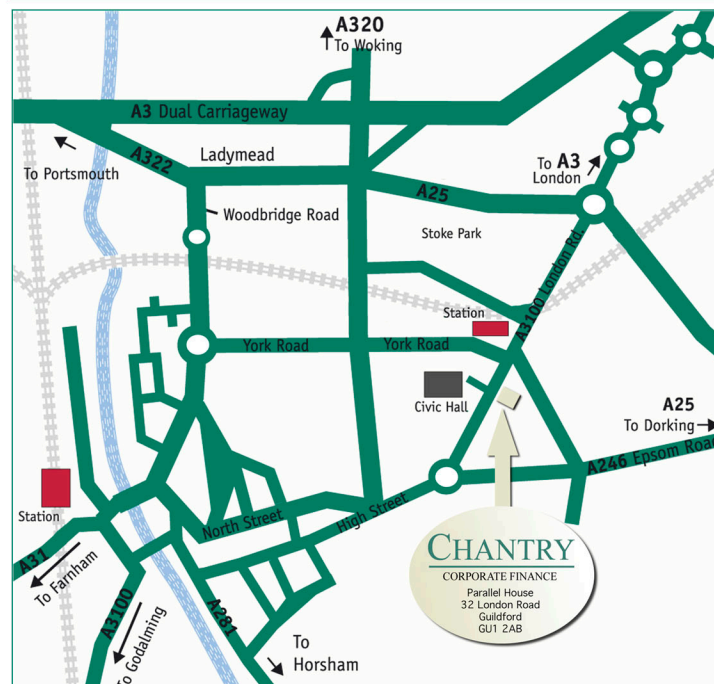 A320
To Woking
A3 Dual Carriageway
A322
Ladymead
To Portsmouth
To A3
London
A25
Woodbridge Road
Stoke Park
A3100 London Rd.
Station
York Road
York Road
Civic Hall
A25
To Dorking
A246 Epsom Road
Station
North Street
High Street
A31
To Farnham
A3100
To Godalming
A281
To
Horsham
CHANTRY
CORPORATE FINANCE
Parallel House
32 London Road
Guildford
GU1 2AB